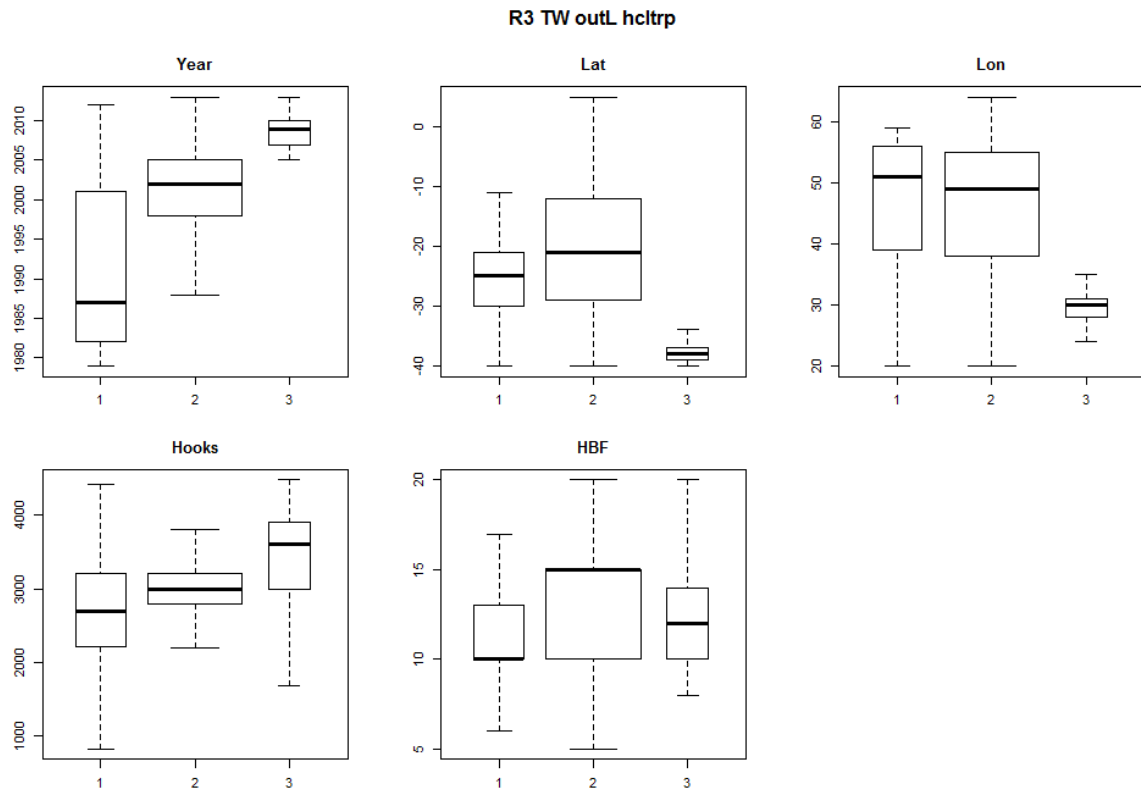 R3 TW outL hcltrp
Year
Lat
Lon
1980 1985 1990 1995 2000 2005 2010
-40 -30 -20 -10 0
20 30 40 50 60
1 2 3
1 2 3
1 2 3
Hooks
HBF
1000 2000 3000 4000
5 10 15 20
1 2 3
1 2 3